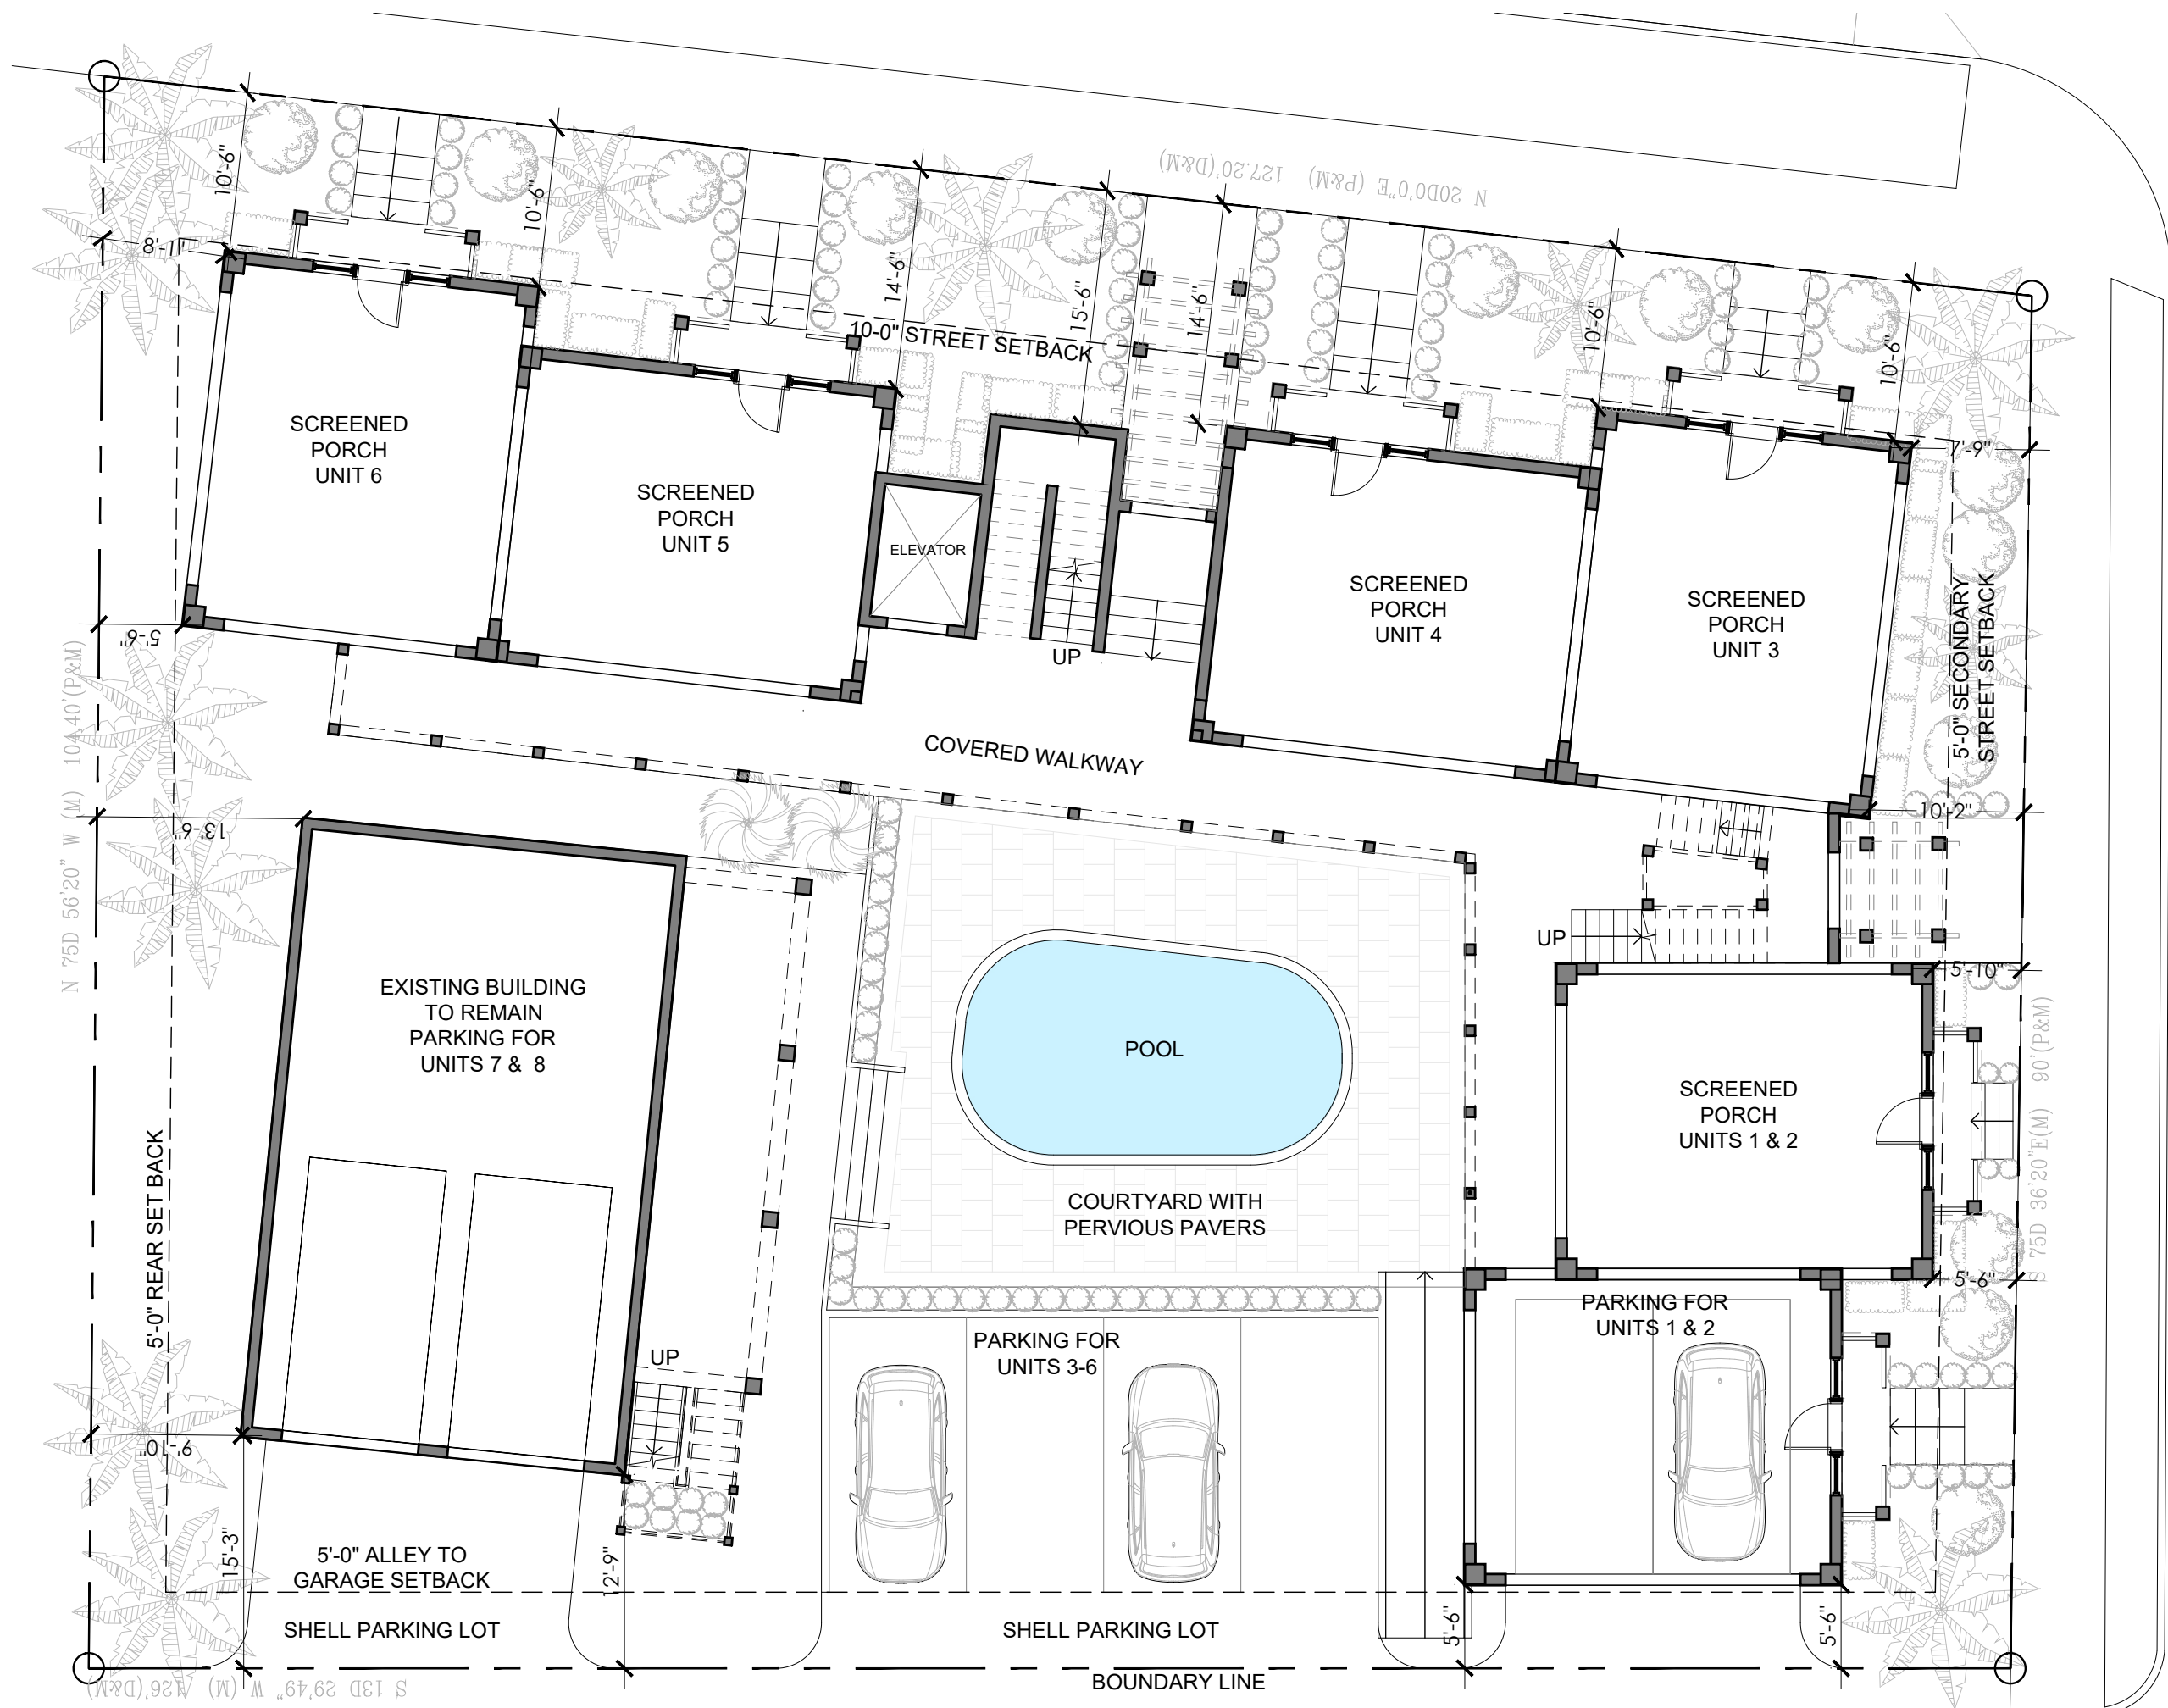 N 20D0'0"E (P&M) 127.20'(D&M)
10'-6"
10'-6"
14'-6"
15'-6"
14'-6"
10'-6"
10'-6"
8'-1"
10-0" STREET SETBACK
7'-9"
SCREENED
PORCH
UNIT 6
SCREENED
PORCH
UNIT 5
ELEVATOR
UP
SCREENED
PORCH
UNIT 4
SCREENED
PORCH
UNIT 3
5'-0" SECONDARY
STREET SETBACK
5'-6"
N 75D 56'20" W (M) 104.40'(P&M)
COVERED WALKWAY
10'-2"
13'-6"
UP
5'-10"
EXISTING BUILDING
TO REMAIN
PARKING FOR
UNITS 7 & 8
POOL
SCREENED
PORCH
UNITS 1 & 2
S 75D 36'20"E(M) 90'(P&M)
5'-0" REAR SET BACK
COURTYARD WITH
PERVIOUS PAVERS
5'-6"
PARKING FOR
UNITS 1 & 2
PARKING FOR
UNITS 3-6
UP
9'-10"
15'-3"
5'-0" ALLEY TO
GARAGE SETBACK
12'-9"
SHELL PARKING LOT
SHELL PARKING LOT
5'-6"
5'-6"
BOUNDARY LINE
S 13D 29'49" W (M) 126'(D&M)